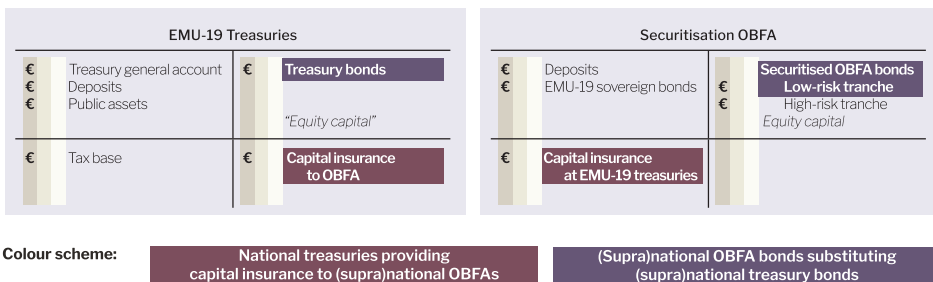 EMU-19 Treasuries
€ Treasury general account
€ Deposits
€ Public assets
€ Treasury bonds
“Equity capital”
€ Tax base
€ Capital insurance
to OBFA
Securitisation OBFA
€ Deposits
€ EMU-19 sovereign bonds
Securitised OBFA bonds
€ Low-risk tranche
€ High-risk tranche
Equity capital
€ Capital insurance
at EMU-19 treasuries
Colour scheme:
National treasuries providing
capital insurance to (supra)national OBFAs
(Supra)national OBFA bonds substituting
(supra)national treasury bonds